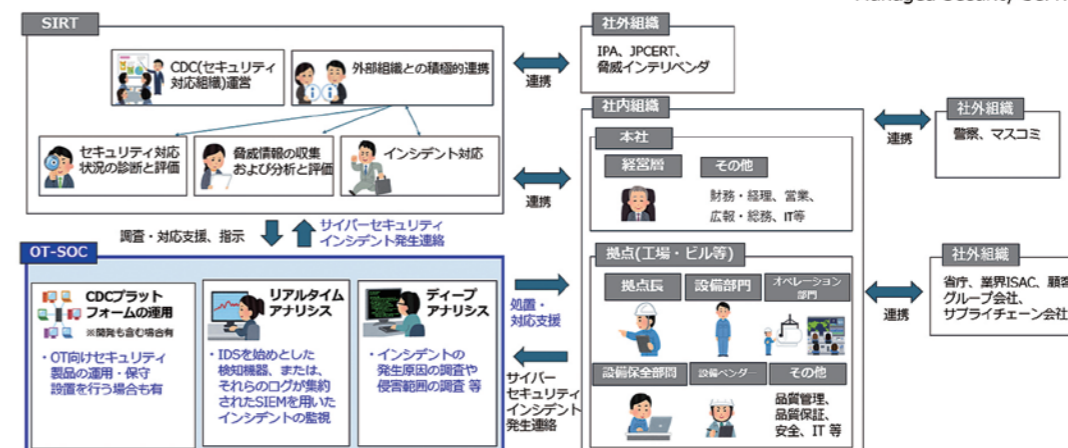 SIRT
CDC(セキュリティ
対応組織)運営
外部組織との積極的連携
セキュリティ対応
状況の診断と評価
脅威情報の収集
および分析と評価
インシデント対応
連携
社外組織
IPA、JPCERT、
脅威インテリベンダ
連携
社内組織
本社
経営層
その他
財務・経理、営業、
広報・総務、IT等
連携
社外組織
警察、マスコミ
調査・対応支援、指示
サイバーセキュリティ
インシデント発生連絡
OT-SOC
CDCプラット
フォームの運用
※開発も含む場合有
・OT向けセキュリティ
製品の運用・保守
設置を行う場合も有
リアルタイム
アナリシス
・IDSを始めとした
検知機器、または、
それらのログが集約
されたSIEMを用いた
インシデントの監視
ディープ
アナリシス
・インシデントの
発生原因の調査や
侵害範囲の調査 等
処置・
対応支援
サイバー
セキュリティ
インシデント
発生連絡
拠点(工場・ビル等)
拠点長
設備部門
オペレーション
部門
設備保全部門
設備ベンダー
その他
品質管理、
品質保証、
安全、IT 等
連携
社外組織
省庁、業界ISAC、顧客
グループ会社、
サプライチェーン会社